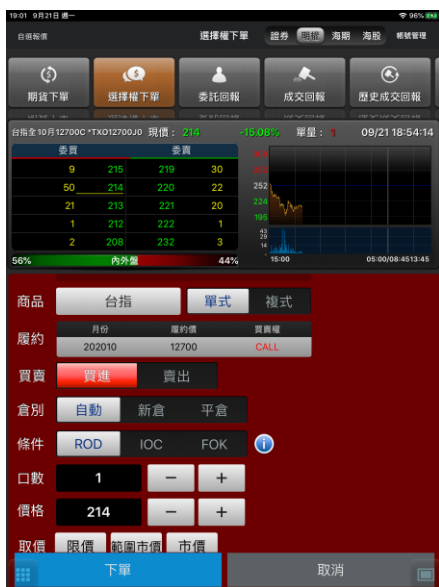 19:01 9月21日 週一 96%
自選報價 選擇權下單 證券 期權 海期 海股 帳號管理
期貨下單 選擇權下單 委託回報 成交回報 歷史成交回報
台指全10月12700C *TXO12700J0 現價： 214 -15.08% 單量： 1 09/21 18:54:14
委買 委賣
9 215 219 30
50 214 220 22
21 213 221 20
1 212 222 1
2 208 232 3
56% 內外盤 44%
252
224
195
43
29
14
15:00 05:00/08:4513:45
商品 台指 單式 複式
履約 月份 履約價 買賣權
202010 12700 CALL
買賣 買進 賣出
倉別 自動 新倉 平倉
條件 ROD IOC FOK
口數 1 − +
價格 214 − +
取價 限價 範圍市價 市價
下單 取消